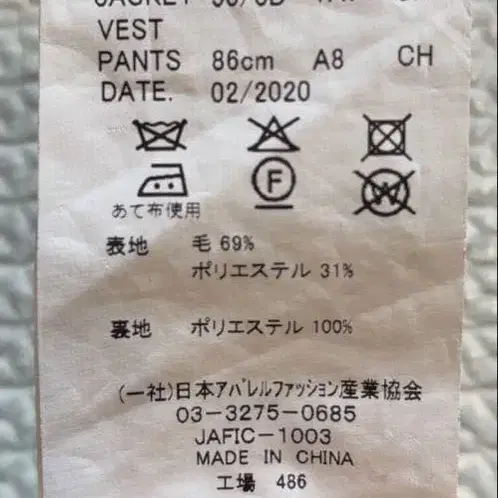 JACKET
VEST
PANTS 86cm A8 CH
DATE. 02/2020
F
W
あて布使用
表地 毛 69%
ポリエステル 31%
裏地 ポリエステル 100%
(一社)日本アパレルファッション産業協会
03-3275-0685
JAFIC-1003
MADE IN CHINA
工場 486